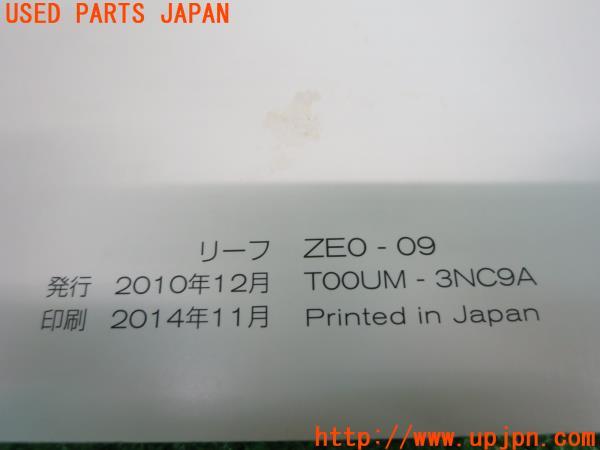 USED PARTS JAPAN
リーフ ZE0 - 09
発行 2010年12月 T00UM - 3NC9A
印刷 2014年11月 Printed in Japan
www.upjpn.com